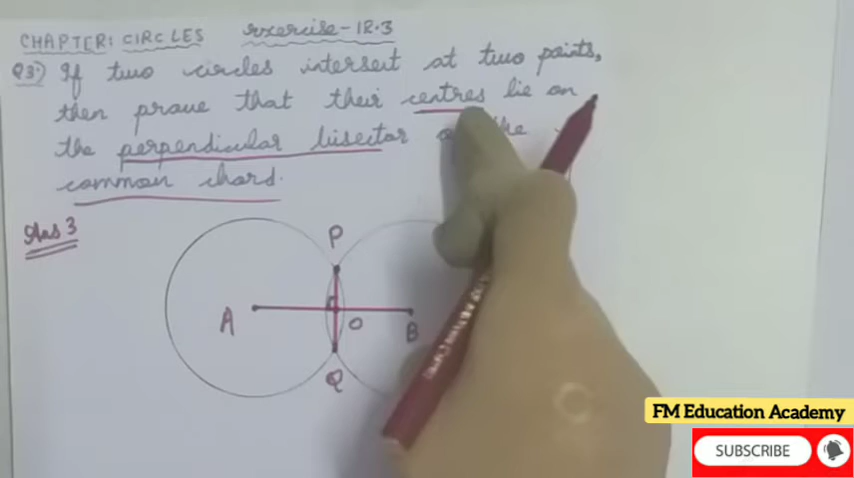 CHAPTER: CIRCLES exercise-12.3
Q3:) If two circles intersect at two points,
then prove that their centres lie on
the perpendicular bisector the
common chord.
Ans 3
P
A
O
B
Q
FM Education Academy
SUBSCRIBE